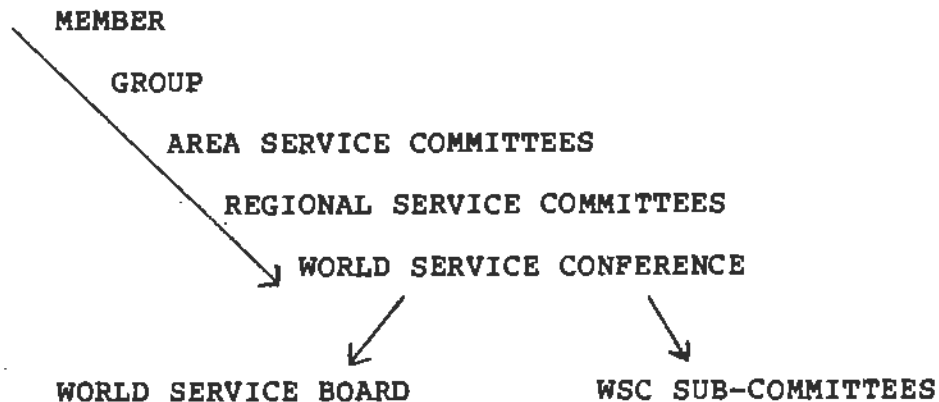 MEMBER
GROUP
AREA SERVICE COMMITTEES
REGIONAL SERVICE COMMITTEES
WORLD SERVICE CONFERENCE
WORLD SERVICE BOARD WSC SUB-COMMITTEES